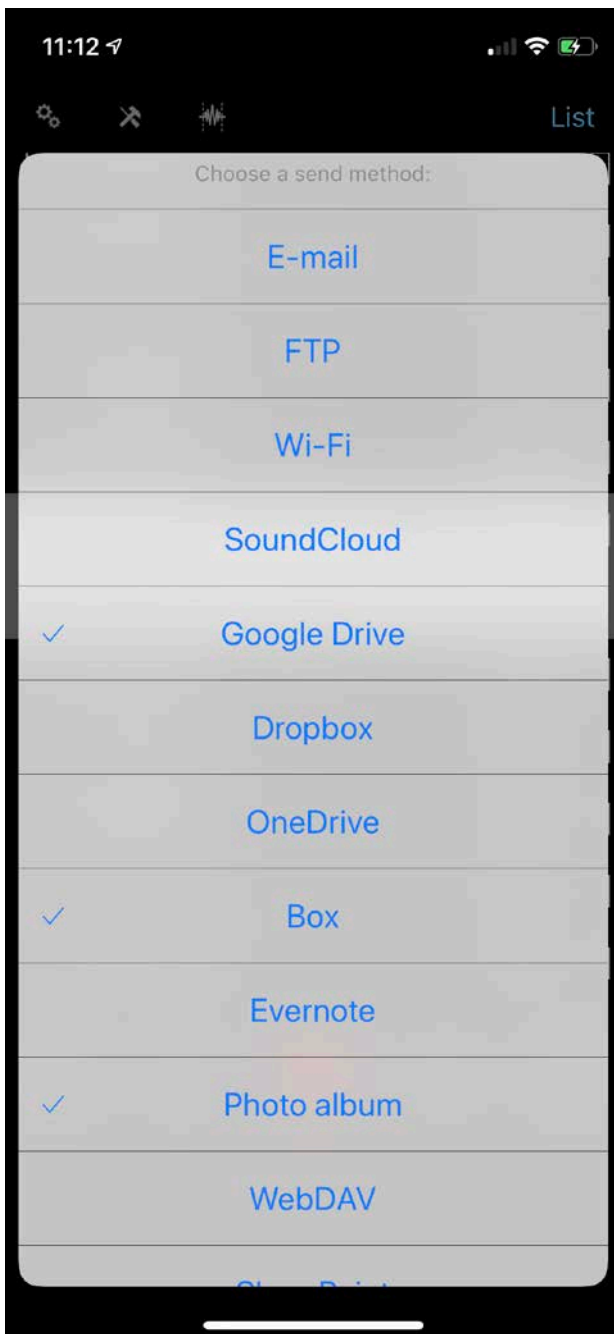 11:12
List
Choose a send method:
E-mail
FTP
Wi-Fi
SoundCloud
Google Drive
Dropbox
OneDrive
Box
Evernote
Photo album
WebDAV